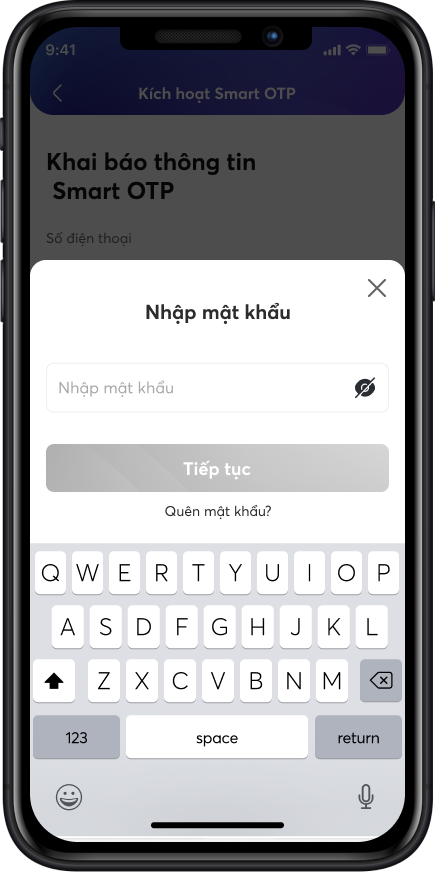 9:41
Kích hoạt Smart OTP
Khai báo thông tin
Smart OTP
Số điện thoại
Nhập mật khẩu
Nhập mật khẩu
Tiếp tục
Quên mật khẩu?
Q W E R T Y U I O P
A S D F G H J K L
Z X C V B N M
123 space return